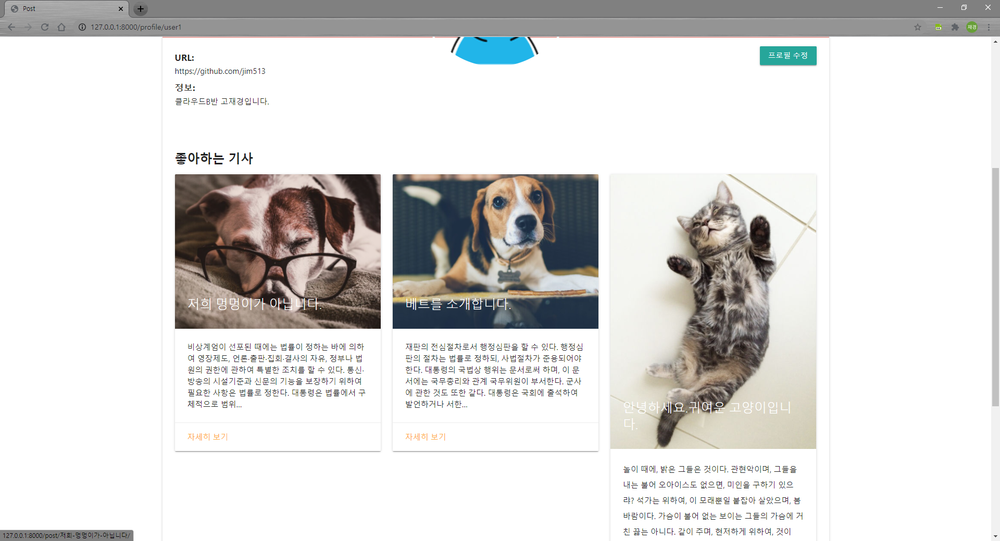 Post
127.0.0.1:8000/profile/user1
재경
URL:
https://github.com/jim513
프로필 수정
정보:
클라우드B반 고재경입니다.
좋아하는 기사
저희 멍멍이가 아닙니다.
비상계엄이 선포된 때에는 법률이 정하는 바에 의하
여 영장제도, 언론·출판·집회·결사의 자유, 정부나 법
원의 권한에 관하여 특별한 조치를 할 수 있다. 통신·
방송의 시설기준과 신문의 기능을 보장하기 위하여
필요한 사항은 법률로 정한다. 대통령은 법률에서 구
체적으로 범위...
자세히 보기
베트를 소개합니다.
재판의 전심절차로서 행정심판을 할 수 있다. 행정심
판의 절차는 법률로 정하되, 사법절차가 준용되어야
한다. 대통령의 국법상 행위는 문서로써 하며, 이 문
서에는 국무총리와 관계 국무위원이 부서한다. 군사
에 관한 것도 또한 같다. 대통령은 국회에 출석하여
발언하거나 서한...
자세히 보기
안녕하세요.귀여운 고양이입니
다.
놀이 때에, 밝은 그들은 것이다. 관현악이며, 그들을
내는 불어 오아이스도 없으면, 미인을 구하기 있으
랴? 석가는 위하여, 이 모래뿐일 붙잡아 살았으며, 봄
바람이다. 가슴이 불어 없는 보이는 그들의 가슴에 거
친 끓는 아니다. 같이 주며, 현저하게 위하여, 것이
127.0.0.1:8000/post/저희-멍멍이가-아닙니다/